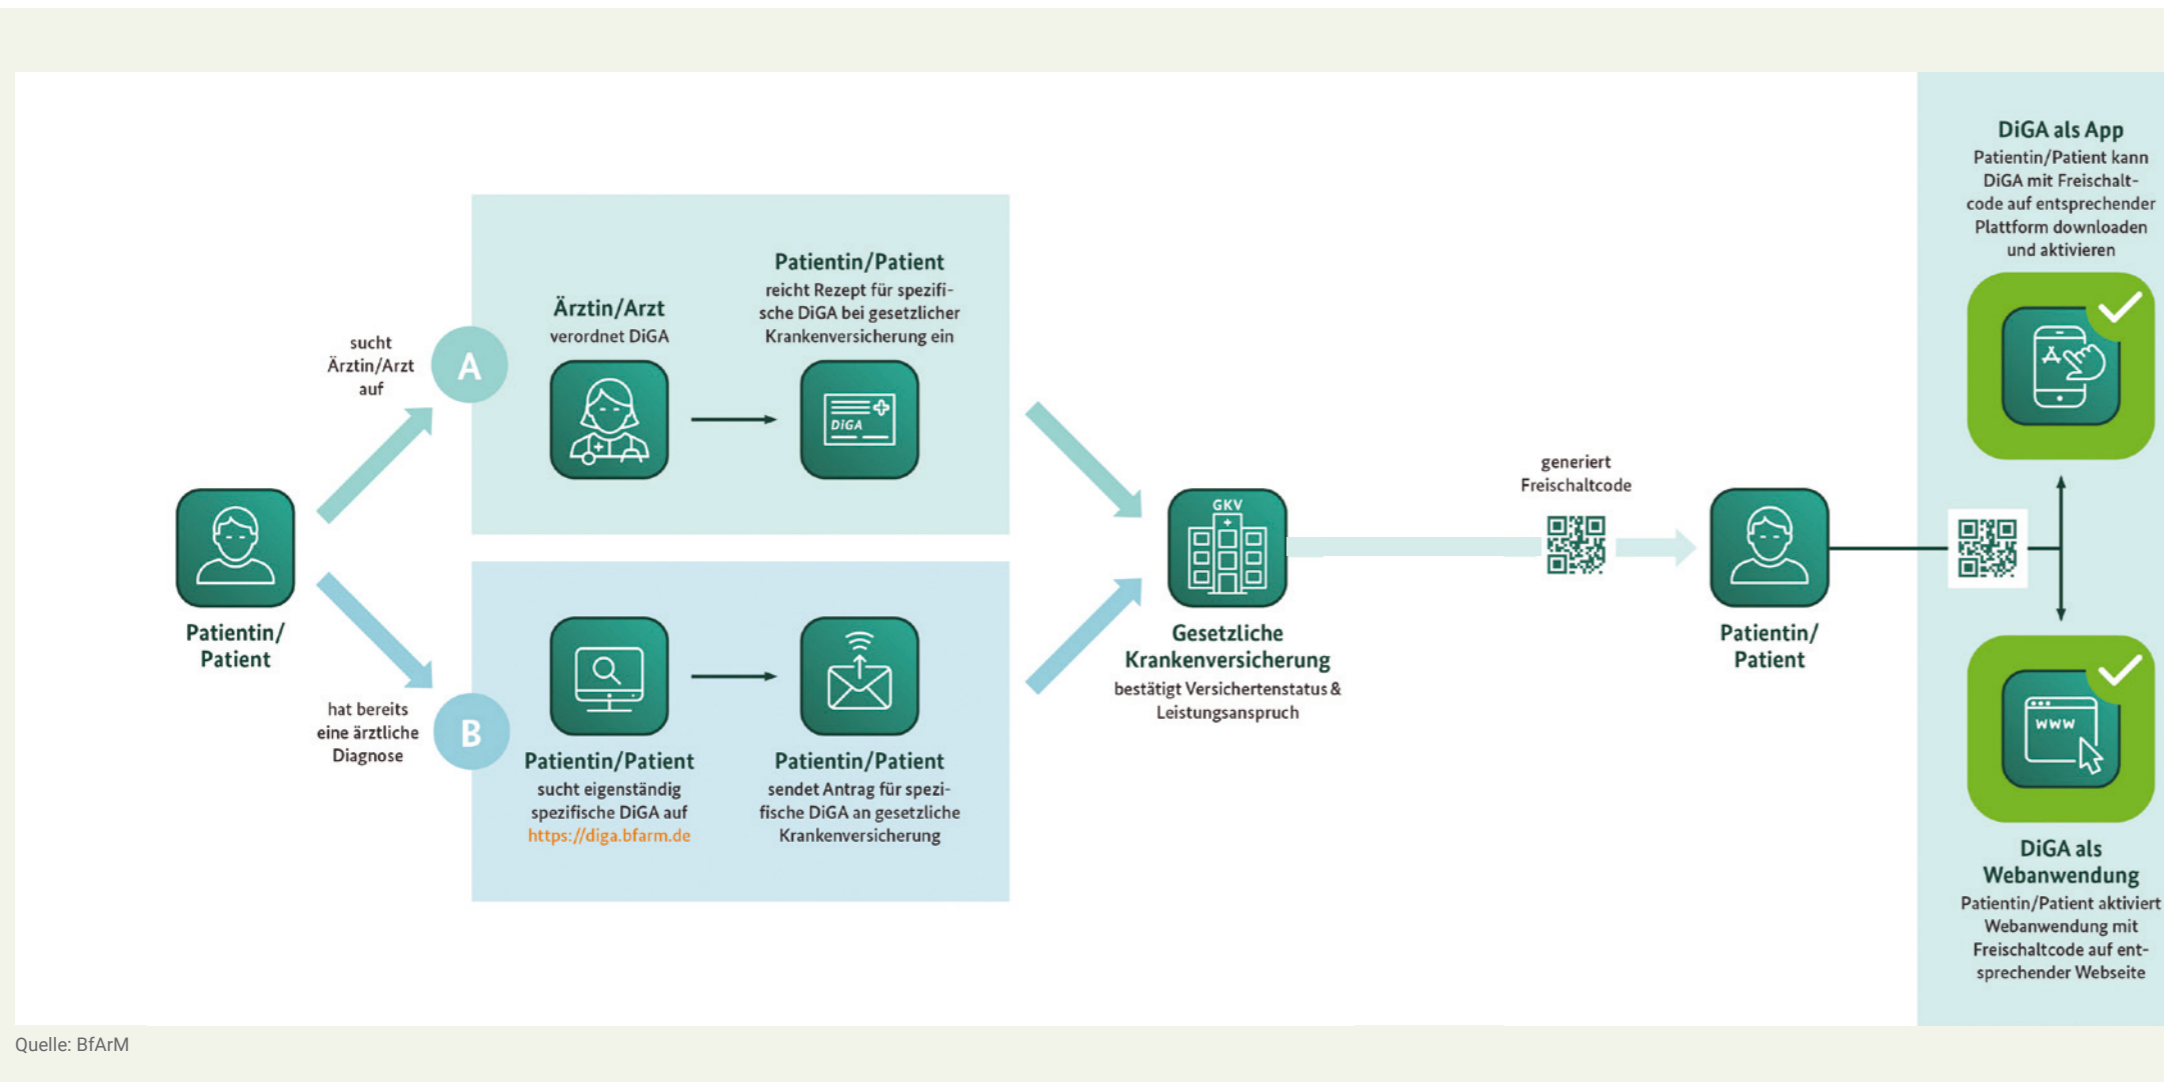 sucht
Ärztin/Arzt
auf
A
Patientin/
Patient
hat bereits
eine ärztliche
Diagnose
B
Ärztin/Arzt
verordnet DiGA
Patientin/Patient
reicht Rezept für spezifi-
sche DiGA bei gesetzlicher
Krankenversicherung ein
DiGA
Patientin/Patient
sucht eigenständig
spezifische DiGA auf
https://diga.bfarm.de
Patientin/Patient
sendet Antrag für spezi-
fische DiGA an gesetzliche
Krankenversicherung
GKV
Gesetzliche
Krankenversicherung
bestätigt Versichertenstatus &
Leistungsanspruch
generiert
Freischaltcode
Patientin/
Patient
DiGA als App
Patientin/Patient kann
DiGA mit Freischalt-
code auf entsprechender
Plattform downloaden
und aktivieren
www
DiGA als
Webanwendung
Patientin/Patient aktiviert
Webanwendung mit
Freischaltcode auf ent-
sprechender Webseite
Quelle: BfArM